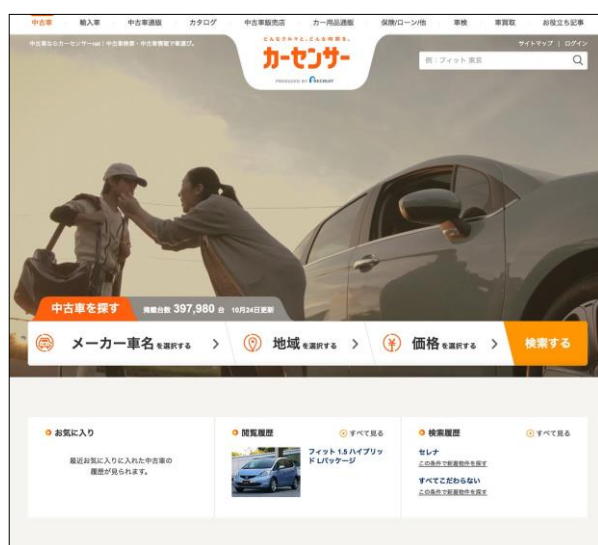 中古車 輸入車 中古車通販 カタログ 中古車販売店 カー用品通販 保険/ローン/他 車検 車買取 お役立ち記事
中古車ならカーセンサーnet!中古車検索・中古車情報で車選び。
どんなクルマと、どんな時間を。
サイトマップ | ログイン
カーセンサー
例:フィット 東京
PRODUCED BY RECRUIT
中古車を探す 掲載台数 397,980 台 10月24日更新
メーカー車名を選択する 地域を選択する 価格を選択する 検索する
お気に入り
最近お気に入りに入れた中古車の
履歴が見られます。
閲覧履歴 すべて見る
フィット 1.5 ハイブリッ
ド Lパッケージ
検索履歴 すべて見る
セレナ
この条件で新着物件を探す
すべてこだわらない
この条件で新着物件を探す